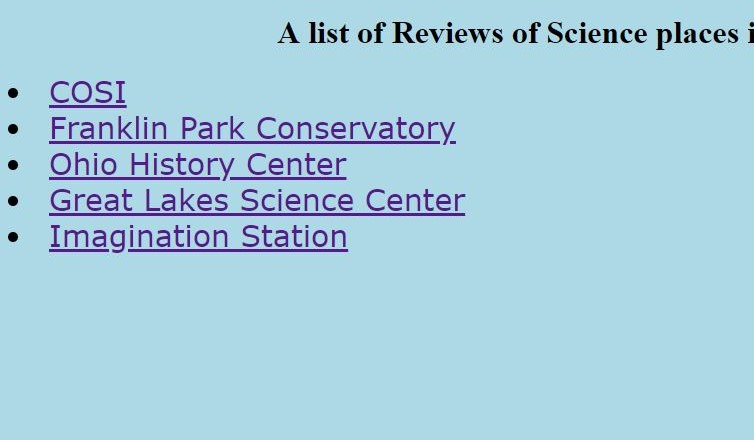 A list of Reviews of Science places i
COSI
Franklin Park Conservatory
Ohio History Center
Great Lakes Science Center
Imagination Station